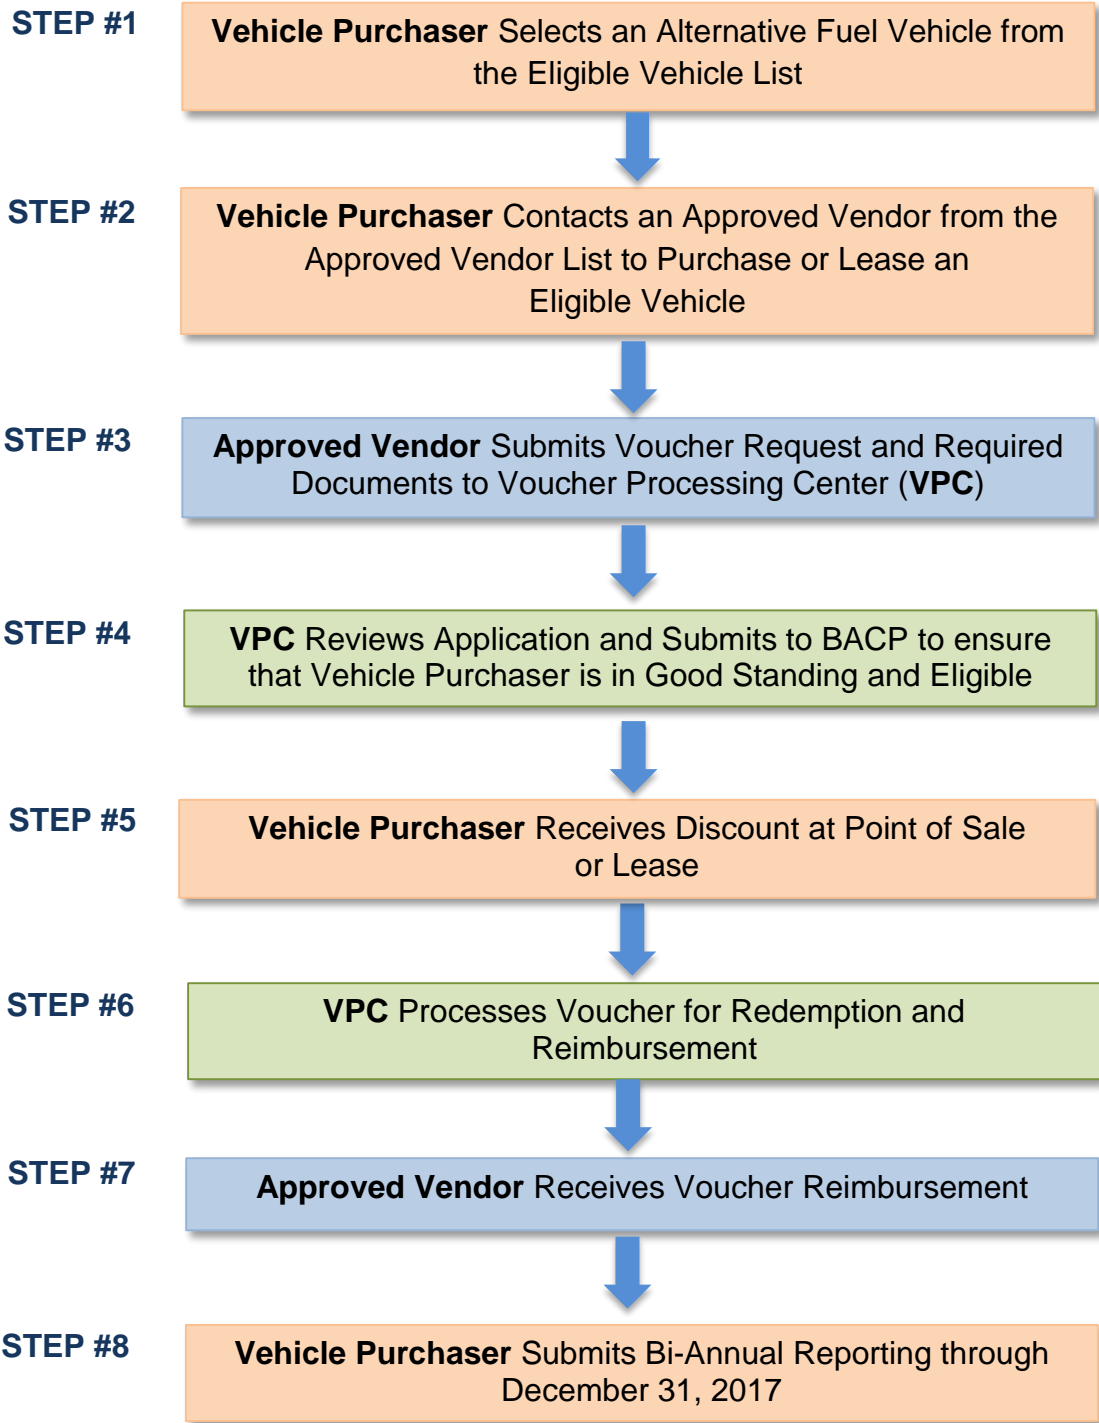 STEP #1
Vehicle Purchaser Selects an Alternative Fuel Vehicle from
the Eligible Vehicle List
STEP #2
Vehicle Purchaser Contacts an Approved Vendor from the
Approved Vendor List to Purchase or Lease an
Eligible Vehicle
STEP #3
Approved Vendor Submits Voucher Request and Required
Documents to Voucher Processing Center (VPC)
STEP #4
VPC Reviews Application and Submits to BACP to ensure
that Vehicle Purchaser is in Good Standing and Eligible
STEP #5
Vehicle Purchaser Receives Discount at Point of Sale
or Lease
STEP #6
VPC Processes Voucher for Redemption and
Reimbursement
STEP #7
Approved Vendor Receives Voucher Reimbursement
STEP #8
Vehicle Purchaser Submits Bi-Annual Reporting through
December 31, 2017